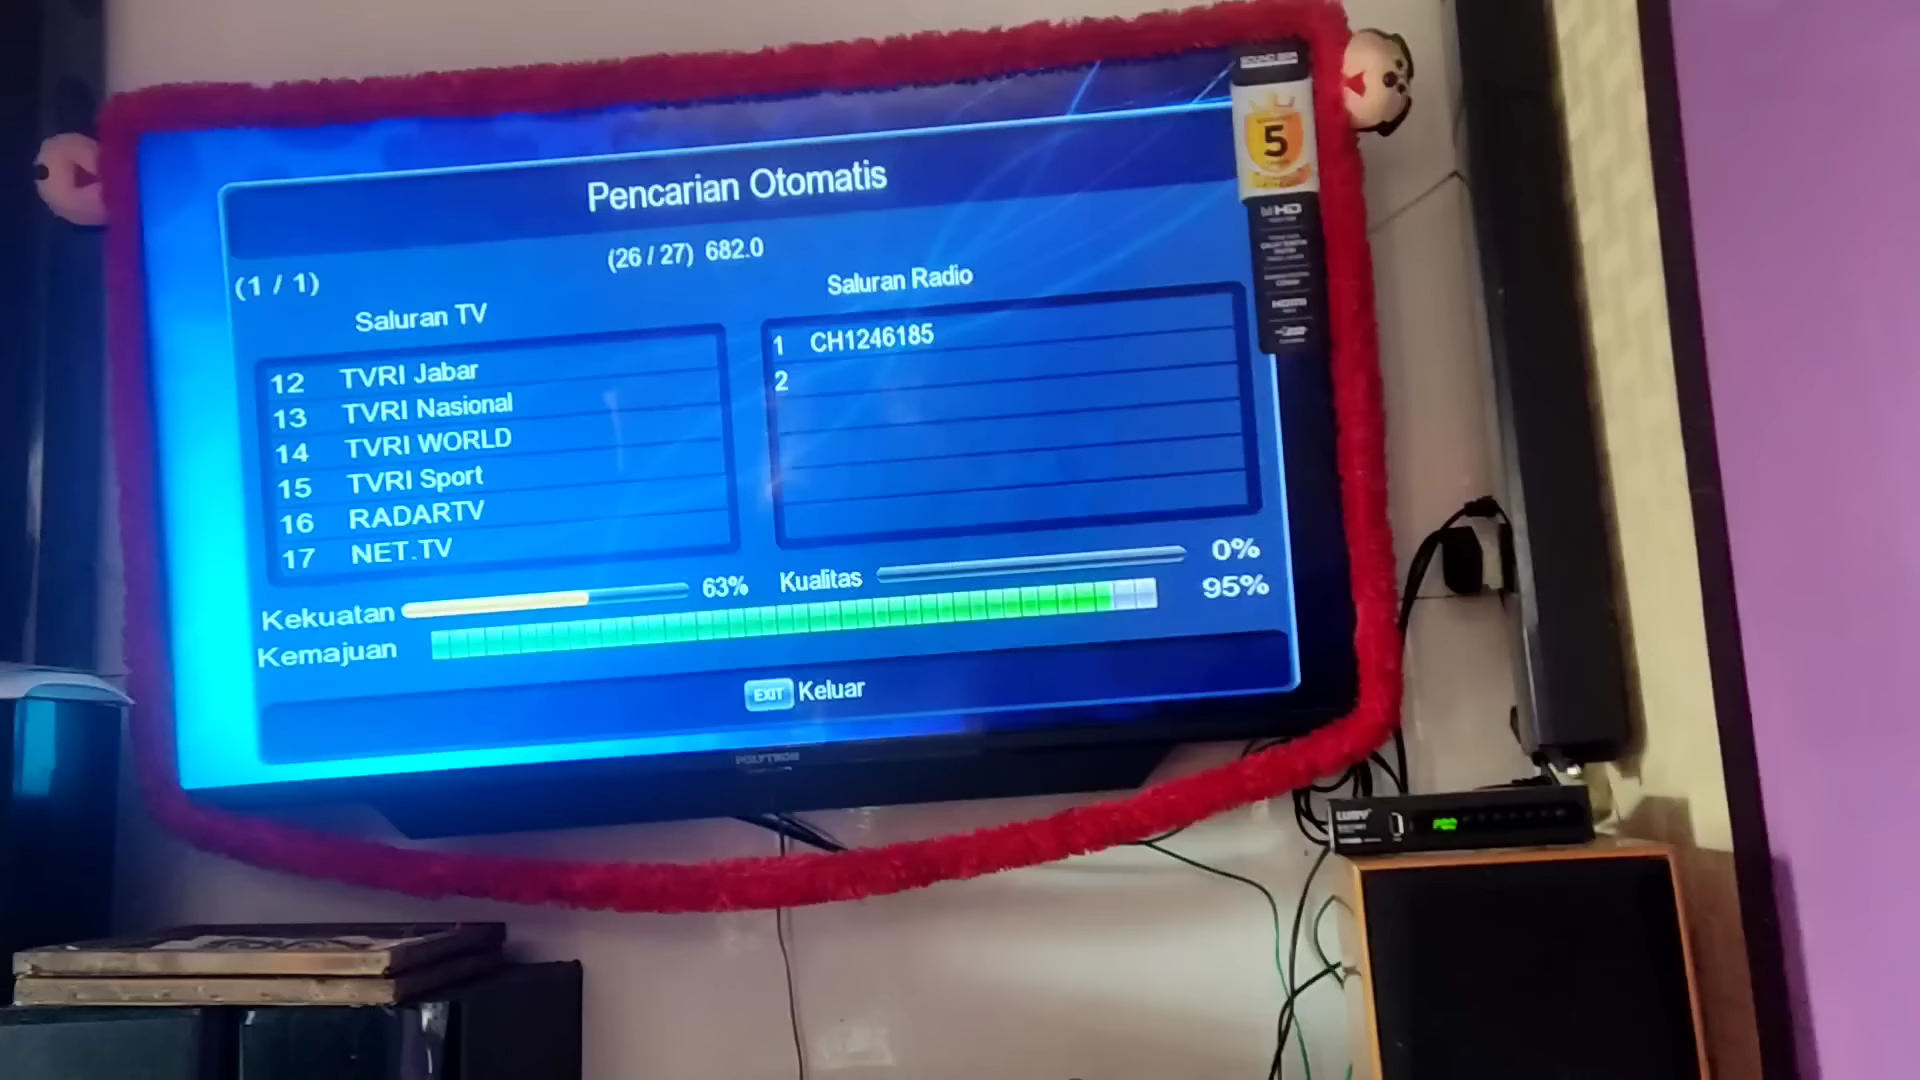 Pencarian Otomatis
(26 / 27) 682.0
(1 / 1)
Saluran TV
Saluran Radio
12 TVRI Jabar
13 TVRI Nasional
14 TVRI WORLD
15 TVRI Sport
16 RADARTV
17 NET.TV
1 CH1246185
2
Kekuatan 63% Kualitas 0%
Kemajuan 95%
EXIT Keluar
POLYTRON
5
HD
HDMI